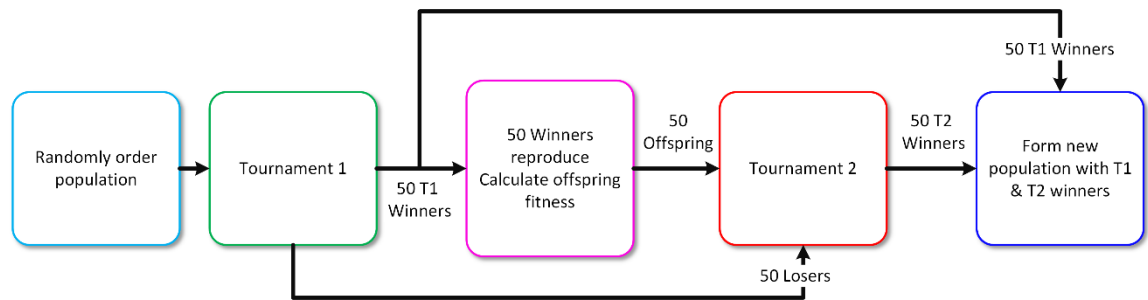 Randomly order
population
Tournament 1
50 T1
Winners
50 Winners
reproduce
Calculate offspring
fitness
50
Offspring
Tournament 2
50 Losers
50 T2
Winners
50 T1 Winners
Form new
population with T1
& T2 winners